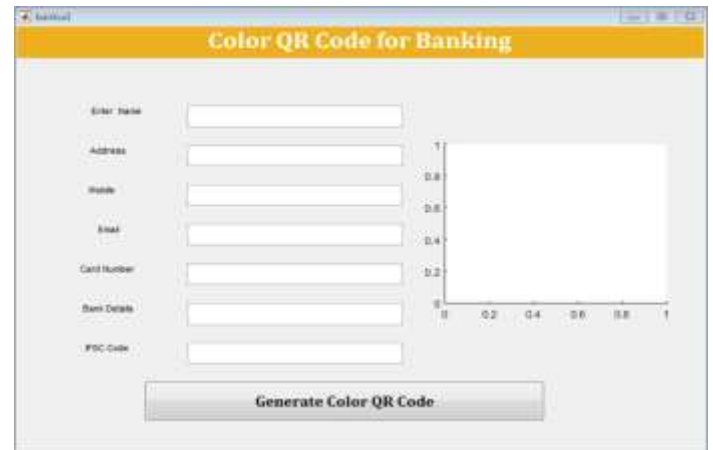 Color QR Code for Banking
Enter Name
Address
Mobile
Email
Card Number
Bank Details
IFSC Code
Generate Color QR Code
1
0.8
0.6
0.4
0.2
0
0 0.2 0.4 0.6 0.8 1